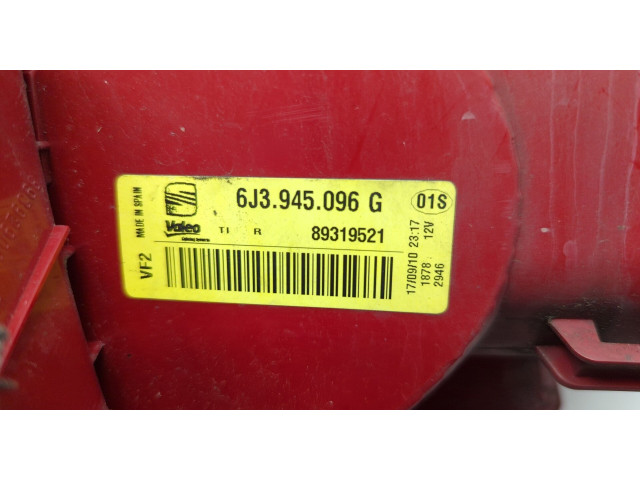 6J3.945.096 G
01S
MADE IN SPAIN
Valeo
TI R
89319521
VF2
17/09/10 23:17
1878 12V
2946